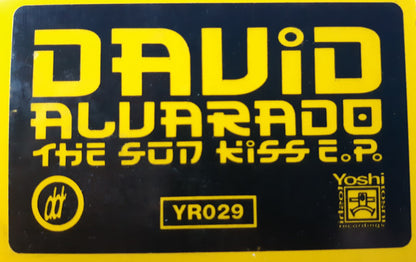 DAViD
ALVARADO
THE SUN KiSS E.P.
Yoshi
YR029
recordings